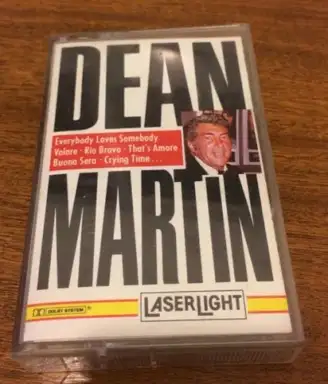 DEAN
Everybody Loves Somebody
Volare · Rio Bravo · That's Amore
Buona Sera · Crying Time...
MARTIN
DOLBY SYSTEM®
LASERLIGHT